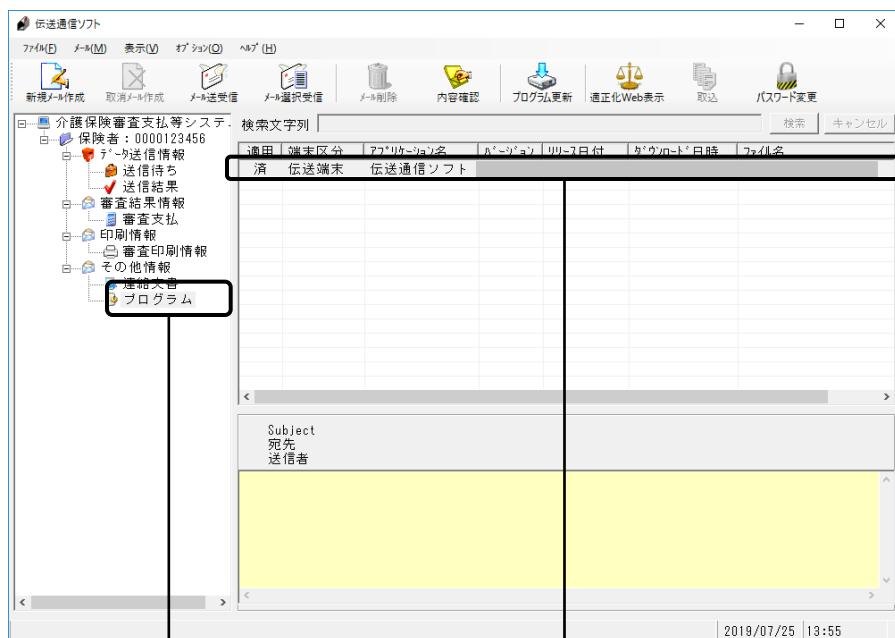 伝送通信ソフト
ﾌｧｲﾙ(F) ﾒｰﾙ(M) 表示(V) ｵﾌﾟｼｮﾝ(O) ﾍﾙﾌﾟ(H)
新規ﾒｰﾙ作成 取消ﾒｰﾙ作成 ﾒｰﾙ送受信 ﾒｰﾙ選択受信 ﾒｰﾙ削除 内容確認 プログラム更新 適正化Web表示 取込 パスワード変更
介護保険審査支払等システ
保険者：0000123456
ﾃﾞｰﾀ送信情報
送信待ち
送信結果
審査結果情報
審査支払
印刷情報
審査印刷情報
その他情報
連絡文書
プログラム
検索文字列 検索 キャンセル
適用 端末区分 ｱﾌﾟﾘｹｰｼｮﾝ名 ﾊﾞｰｼﾞｮﾝ ﾘﾘｰｽ日付 ﾀﾞｳﾝﾛｰﾄﾞ日時 ﾌｧｲﾙ名
済 伝送端末 伝送通信ソフト
Subject
宛先
送信者
2019/07/25 13:55